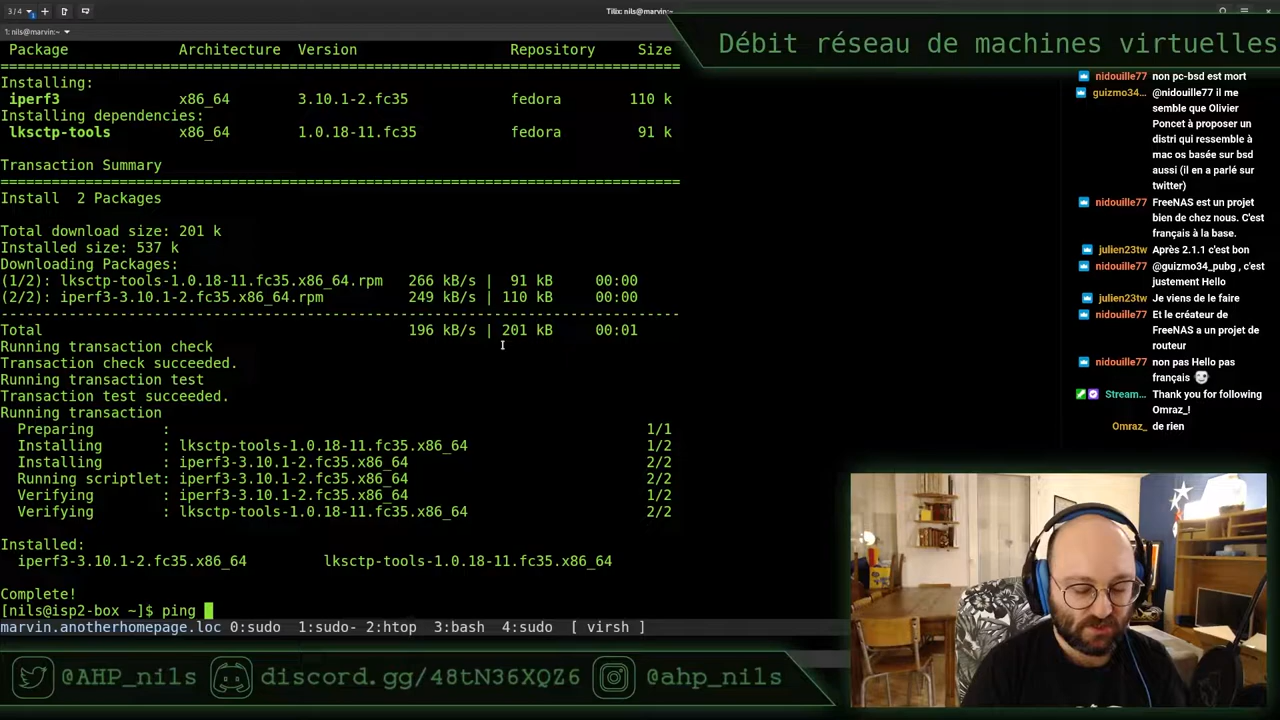 3/4
Tilix: nils@marvin:~
1: nils@marvin:~
Débit réseau de machines virtuelles
Package Architecture Version Repository Size
================================================================================
Installing:
iperf3 x86_64 3.10.1-2.fc35 fedora 110 k
Installing dependencies:
lksctp-tools x86_64 1.0.18-11.fc35 fedora 91 k
Transaction Summary
================================================================================
Install 2 Packages
Total download size: 201 k
Installed size: 537 k
Downloading Packages:
(1/2): lksctp-tools-1.0.18-11.fc35.x86_64.rpm 266 kB/s | 91 kB 00:00
(2/2): iperf3-3.10.1-2.fc35.x86_64.rpm 249 kB/s | 110 kB 00:00
--------------------------------------------------------------------------------
Total 196 kB/s | 201 kB 00:01
Running transaction check
Transaction check succeeded.
Running transaction test
Transaction test succeeded.
Running transaction
Preparing : 1/1
Installing : lksctp-tools-1.0.18-11.fc35.x86_64 1/2
Installing : iperf3-3.10.1-2.fc35.x86_64 2/2
Running scriptlet: iperf3-3.10.1-2.fc35.x86_64 2/2
Verifying : iperf3-3.10.1-2.fc35.x86_64 1/2
Verifying : lksctp-tools-1.0.18-11.fc35.x86_64 2/2
Installed:
iperf3-3.10.1-2.fc35.x86_64 lksctp-tools-1.0.18-11.fc35.x86_64
Complete!
[nils@isp2-box ~]$ ping
marvin.anotherhomepage.loc 0:sudo 1:sudo- 2:htop 3:bash 4:sudo [ virsh ]
nidouille77 non pc-bsd est mort
guizmo34... @nidouille77 il me
semble que Olivier
Poncet à proposer un
distri qui ressemble à
mac os basée sur bsd
aussi (il en a parlé sur
twitter)
nidouille77 FreeNAS est un projet
bien de chez nous. C'est
français à la base.
julien23tw Après 2.1.1 c'est bon
nidouille77 @guizmo34_pubg , c'est
justement Hello
julien23tw Je viens de le faire
nidouille77 Et le créateur de
FreeNAS a un projet de
routeur
nidouille77 non pas Hello pas
français
Stream... Thank you for following
Omraz_!
Omraz_ de rien
@AHP_nils discord.gg/48tN36XQZ6 @ahp_nils